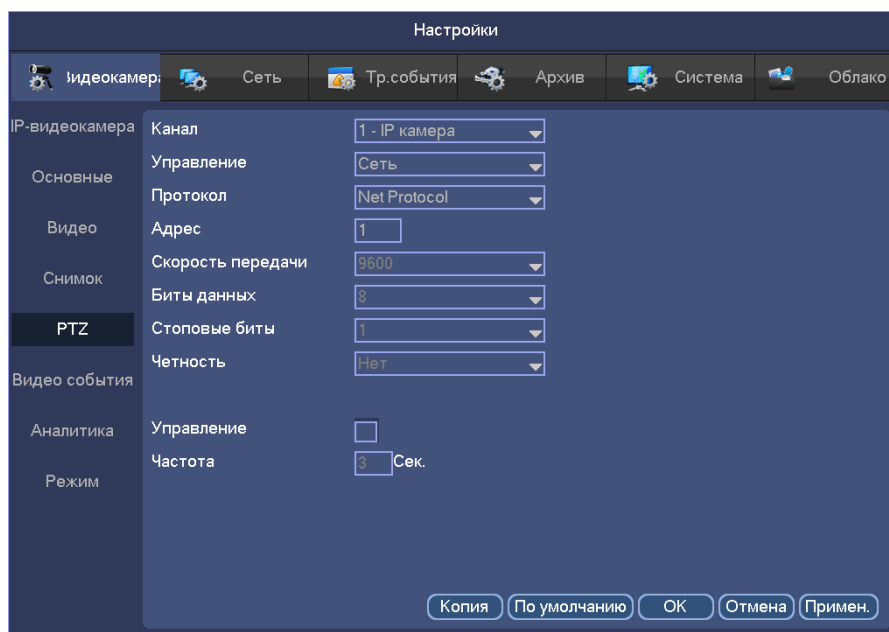 Настройки
Видеокамера Сеть Тр.события Архив Система Облако
IP-видеокамера
Основные
Видео
Снимок
PTZ
Видео события
Аналитика
Режим
Канал 1 - IP камера
Управление Сеть
Протокол Net Protocol
Адрес 1
Скорость передачи 9600
Биты данных 8
Стоповые биты 1
Четность Нет
Управление
Частота 3 Сек.
Копия По умолчанию OK Отмена Примен.